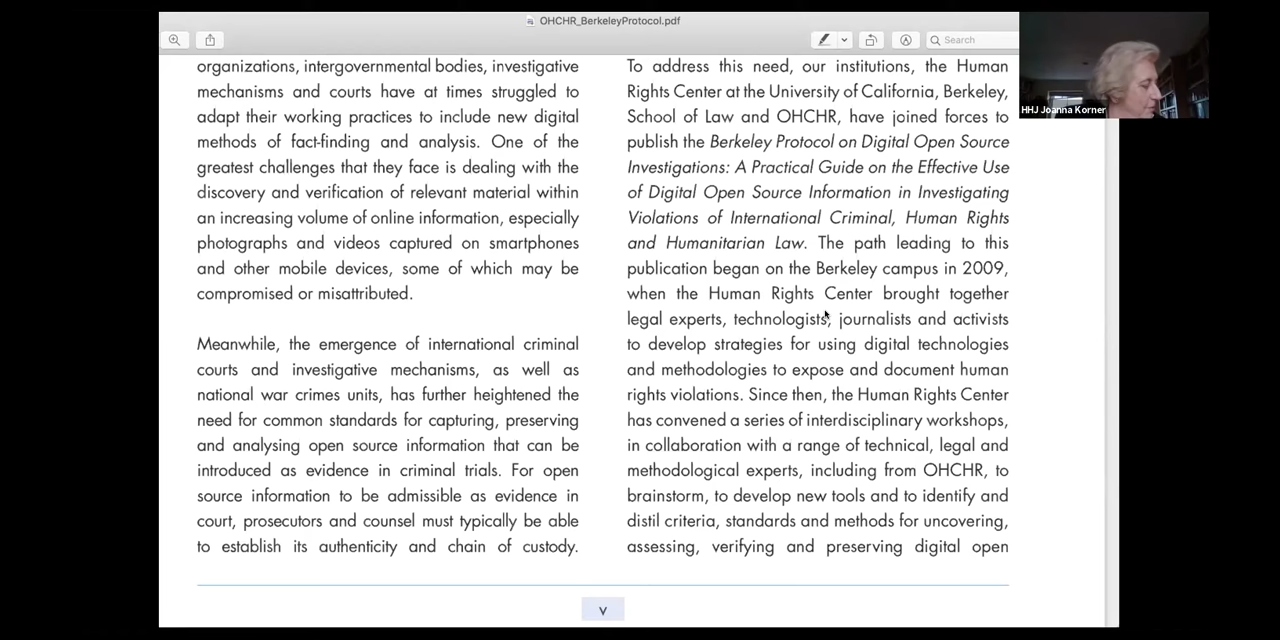 OHCHR_BerkeleyProtocol.pdf
Search
HHJ Joanna Korner
organizations, intergovernmental bodies, investigative
mechanisms and courts have at times struggled to
adapt their working practices to include new digital
methods of fact-finding and analysis. One of the
greatest challenges that they face is dealing with the
discovery and verification of relevant material within
an increasing volume of online information, especially
photographs and videos captured on smartphones
and other mobile devices, some of which may be
compromised or misattributed.
Meanwhile, the emergence of international criminal
courts and investigative mechanisms, as well as
national war crimes units, has further heightened the
need for common standards for capturing, preserving
and analysing open source information that can be
introduced as evidence in criminal trials. For open
source information to be admissible as evidence in
court, prosecutors and counsel must typically be able
to establish its authenticity and chain of custody.
To address this need, our institutions, the Human
Rights Center at the University of California, Berkeley,
School of Law and OHCHR, have joined forces to
publish the Berkeley Protocol on Digital Open Source
Investigations: A Practical Guide on the Effective Use
of Digital Open Source Information in Investigating
Violations of International Criminal, Human Rights
and Humanitarian Law. The path leading to this
publication began on the Berkeley campus in 2009,
when the Human Rights Center brought together
legal experts, technologists, journalists and activists
to develop strategies for using digital technologies
and methodologies to expose and document human
rights violations. Since then, the Human Rights Center
has convened a series of interdisciplinary workshops,
in collaboration with a range of technical, legal and
methodological experts, including from OHCHR, to
brainstorm, to develop new tools and to identify and
distil criteria, standards and methods for uncovering,
assessing, verifying and preserving digital open
v